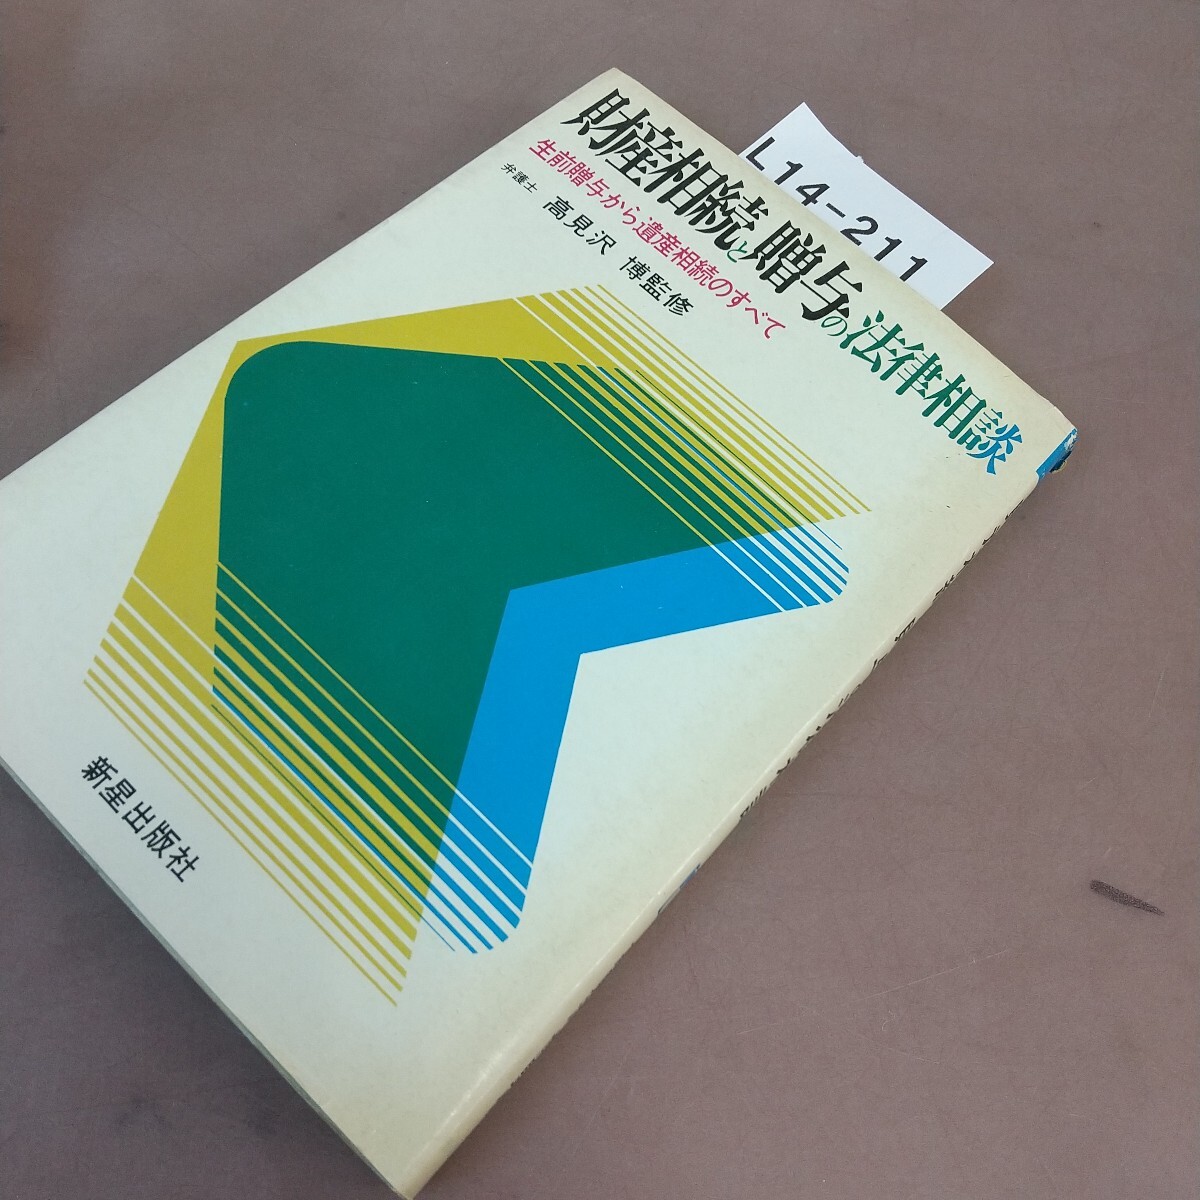 L14-211
財産相続と贈与の法律相談
生前贈与から遺産相続のすべて
弁護士 高見沢 博監修
新星出版社